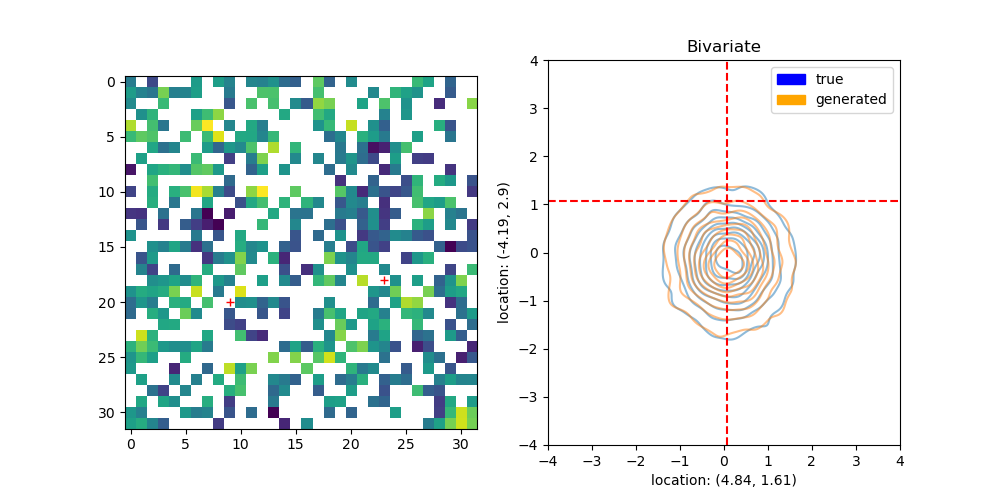 Bivariate
true
generated
0
5
10
15
20
25
30
0 5 10 15 20 25 30
4
3
2
1
0
−1
−2
−3
−4
−4 −3 −2 −1 0 1 2 3 4
location: (-4.19, 2.9)
location: (4.84, 1.61)